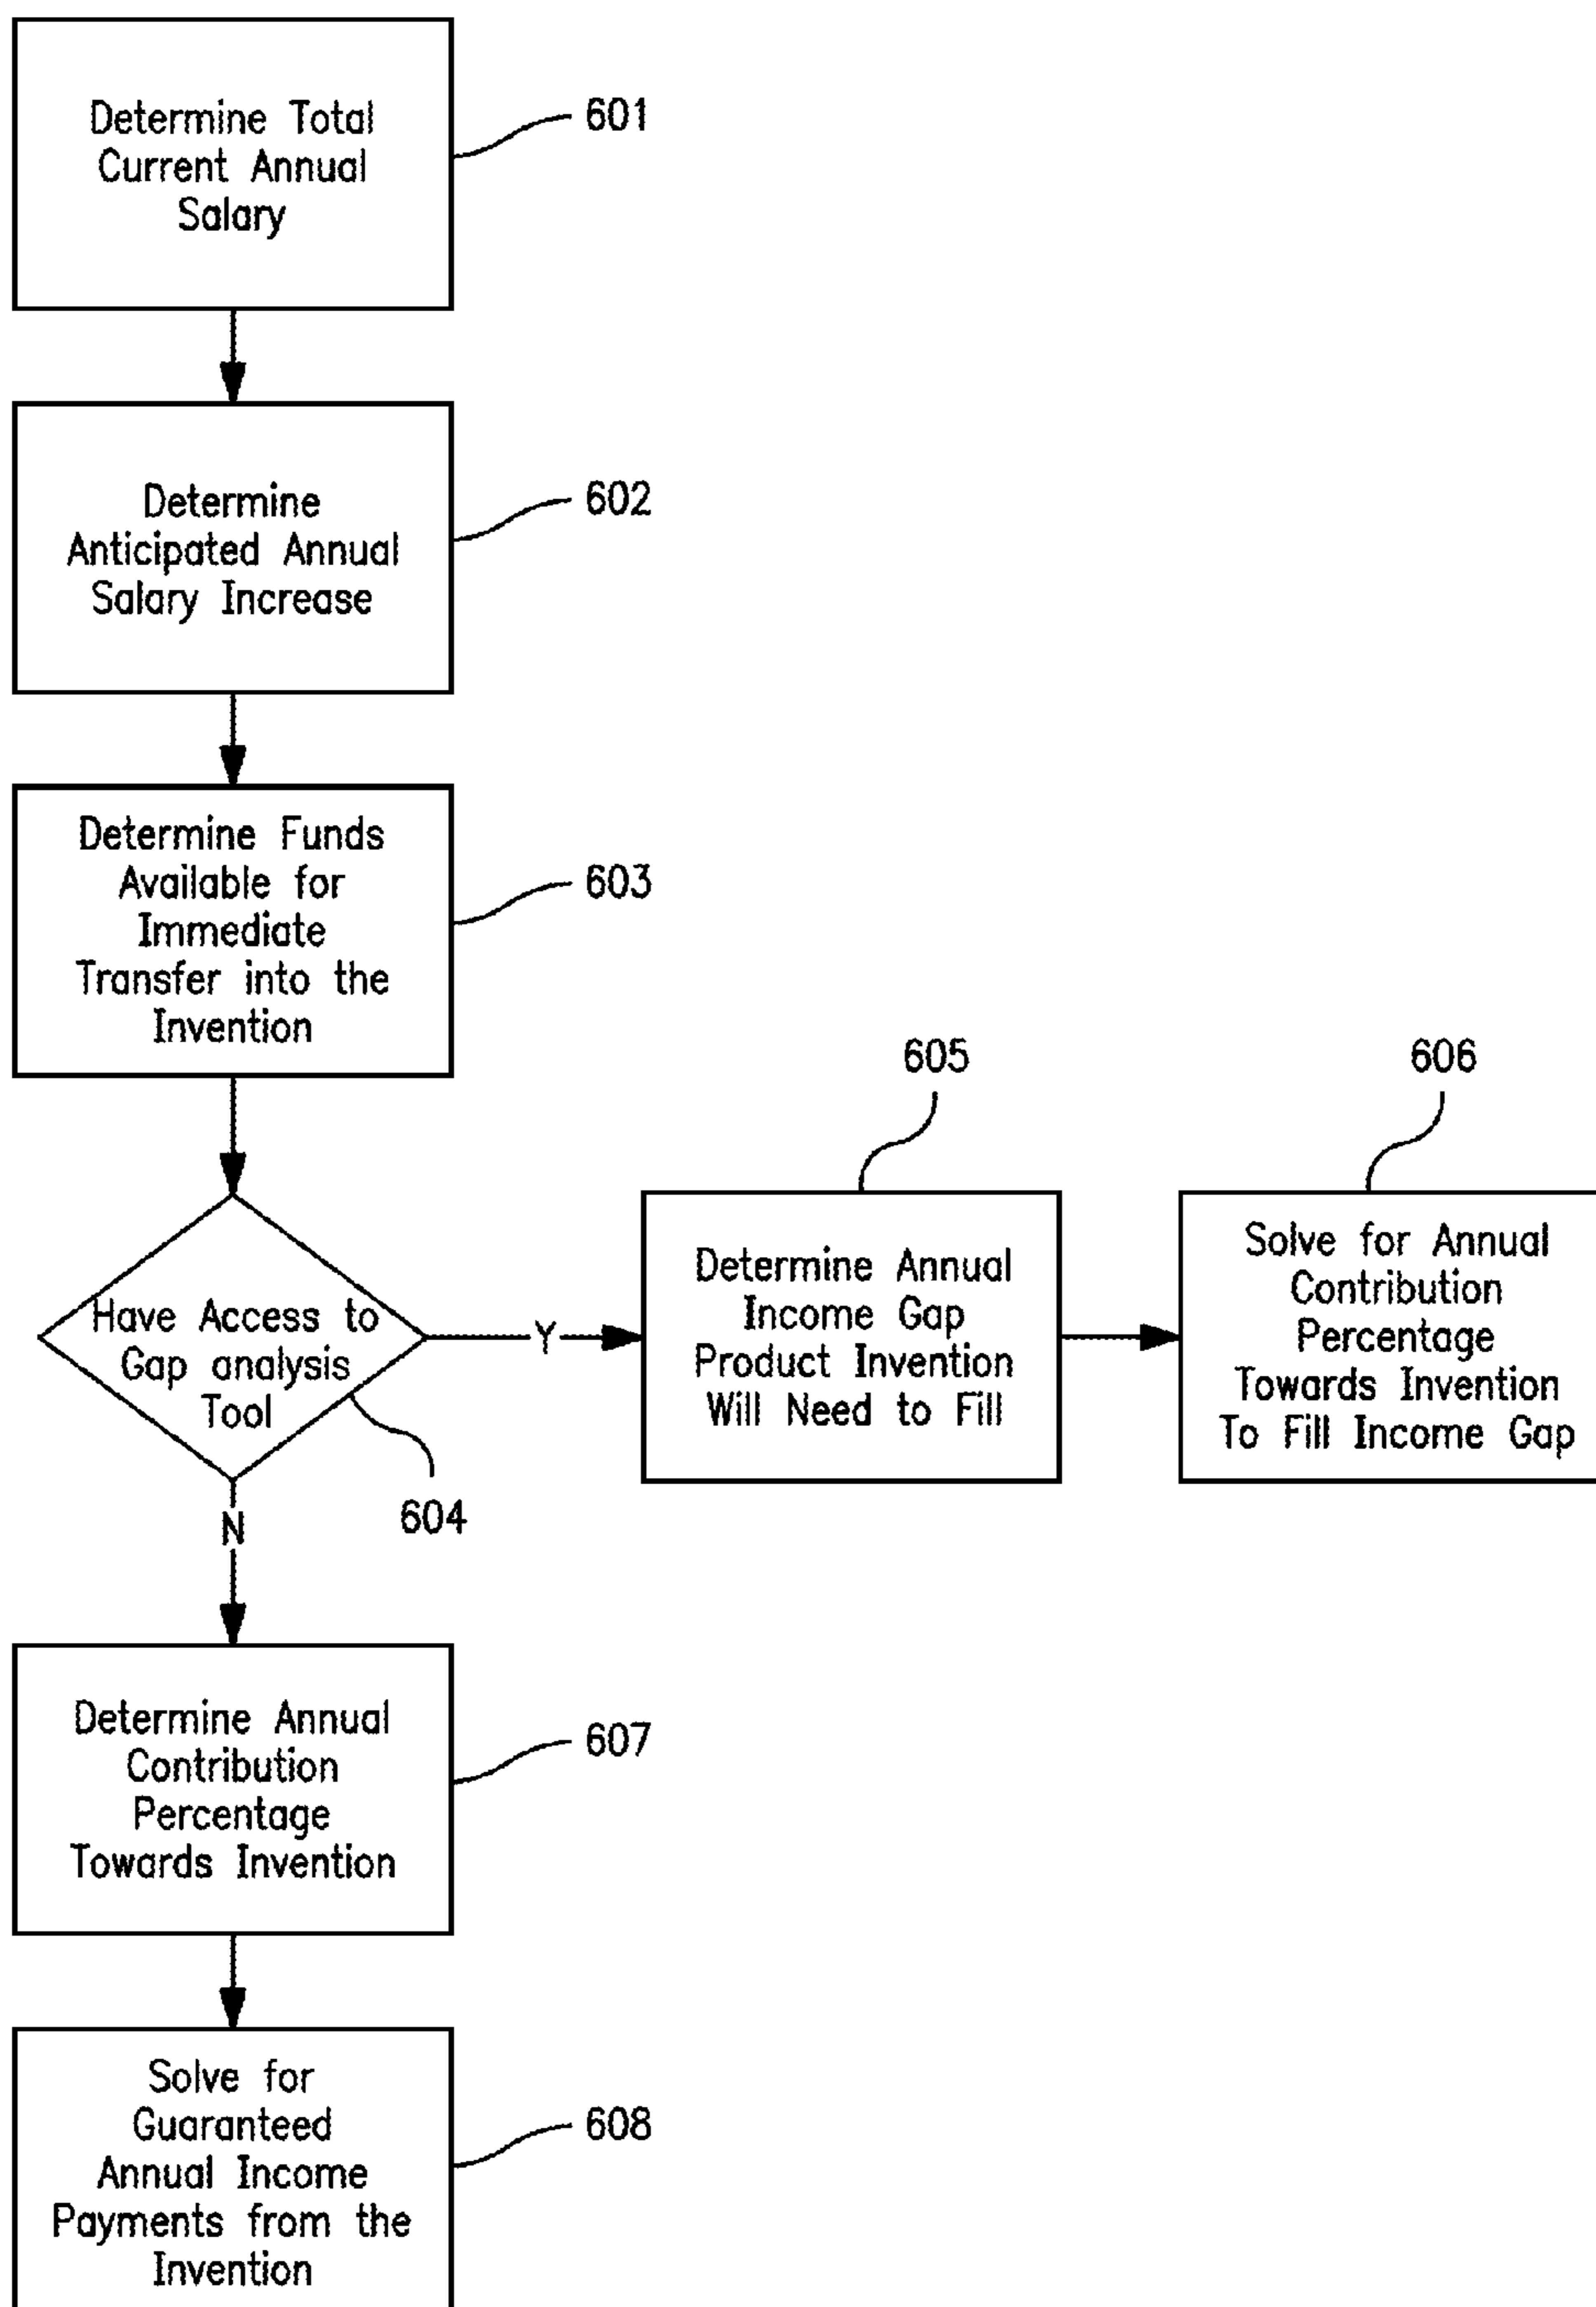 Determine Total
Current Annual
Salary
601
Determine
Anticipated Annual
Salary Increase
602
Determine Funds
Available for
Immediate
Transfer into the
Invention
603
Have Access to
Gap analysis
Tool
604
Y
605
Determine Annual
Income Gap
Product Invention
Will Need to Fill
606
Solve for Annual
Contribution
Percentage
Towards Invention
To Fill Income Gap
N
Determine Annual
Contribution
Percentage
Towards Invention
607
Solve for
Guaranteed
Annual Income
Payments from the
Invention
608